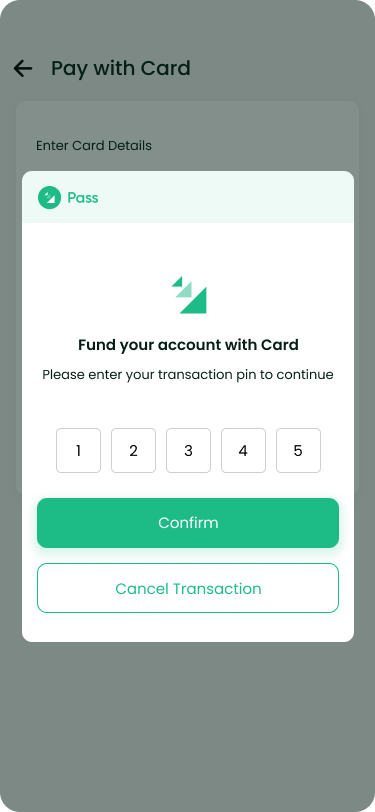 Pay with Card
Enter Card Details
Pass
Fund your account with Card
Please enter your transaction pin to continue
1 2 3 4 5
Confirm
Cancel Transaction